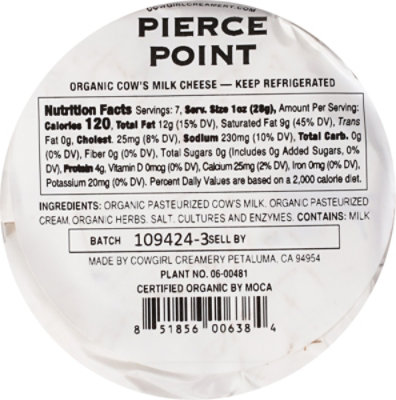 COWGIRLCREAMERY.COM
PIERCE
POINT
ORGANIC COW'S MILK CHEESE — KEEP REFRIGERATED
Nutrition Facts Servings: 7, Serv. Size 1oz (28g), Amount Per Serving:
Calories 120, Total Fat 12g (15% DV), Saturated Fat 9g (45% DV), Trans
Fat 0g, Cholest. 25mg (8% DV), Sodium 230mg (10% DV), Total Carb. 0g
(0% DV), Fiber 0g (0% DV), Total Sugars 0g (Includes 0g Added Sugars, 0%
DV), Protein 4g, Vitamin D 0mcg (0% DV), Calcium 25mg (2% DV), Iron 0mg (0% DV),
Potassium 20mg (0% DV). Percent Daily Values are based on a 2,000 calorie diet.
INGREDIENTS: ORGANIC PASTEURIZED COW'S MILK, ORGANIC PASTEURIZED
CREAM, ORGANIC HERBS. SALT. CULTURES AND ENZYMES. CONTAINS: MILK
BATCH 109424-3 SELL BY
MADE BY COWGIRL CREAMERY PETALUMA, CA 94954
PLANT NO. 06-00481
CERTIFIED ORGANIC BY MOCA
8 51856 00638 4